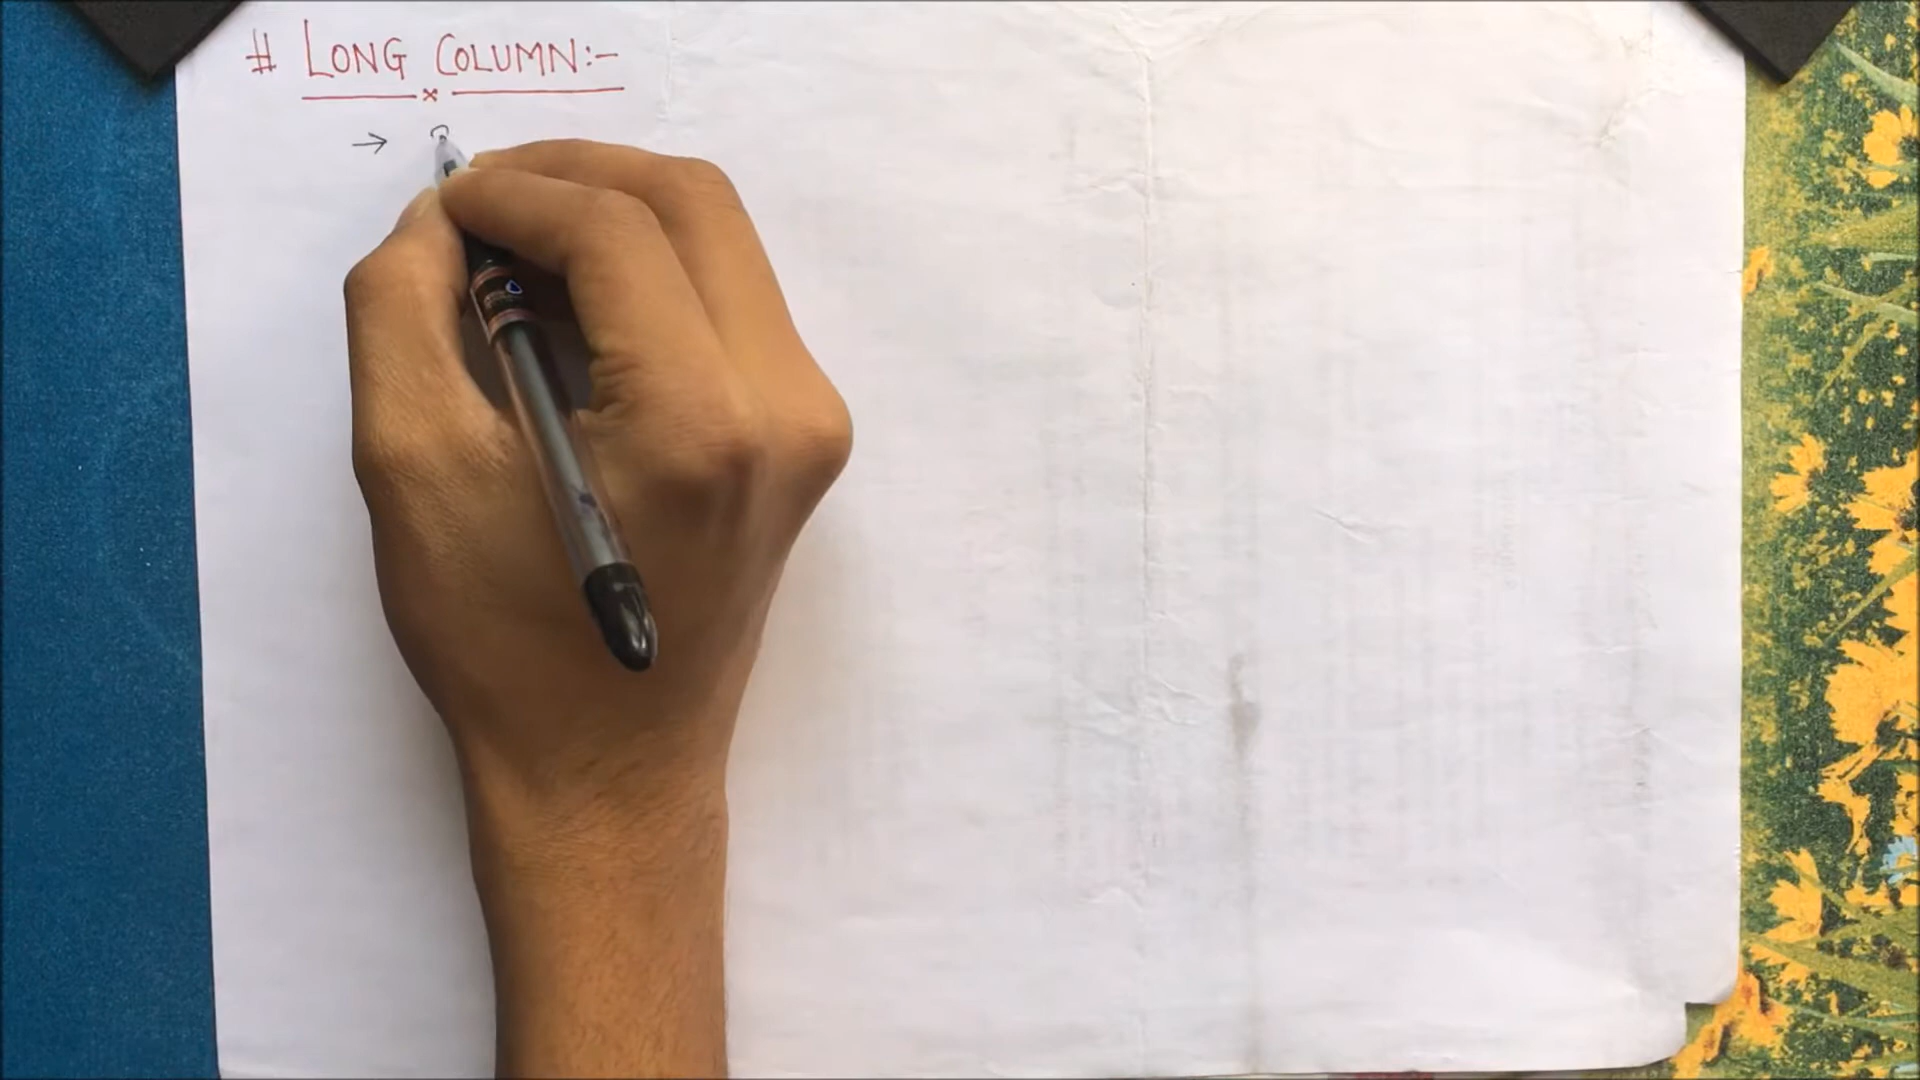 # LONG COLUMN:-
→